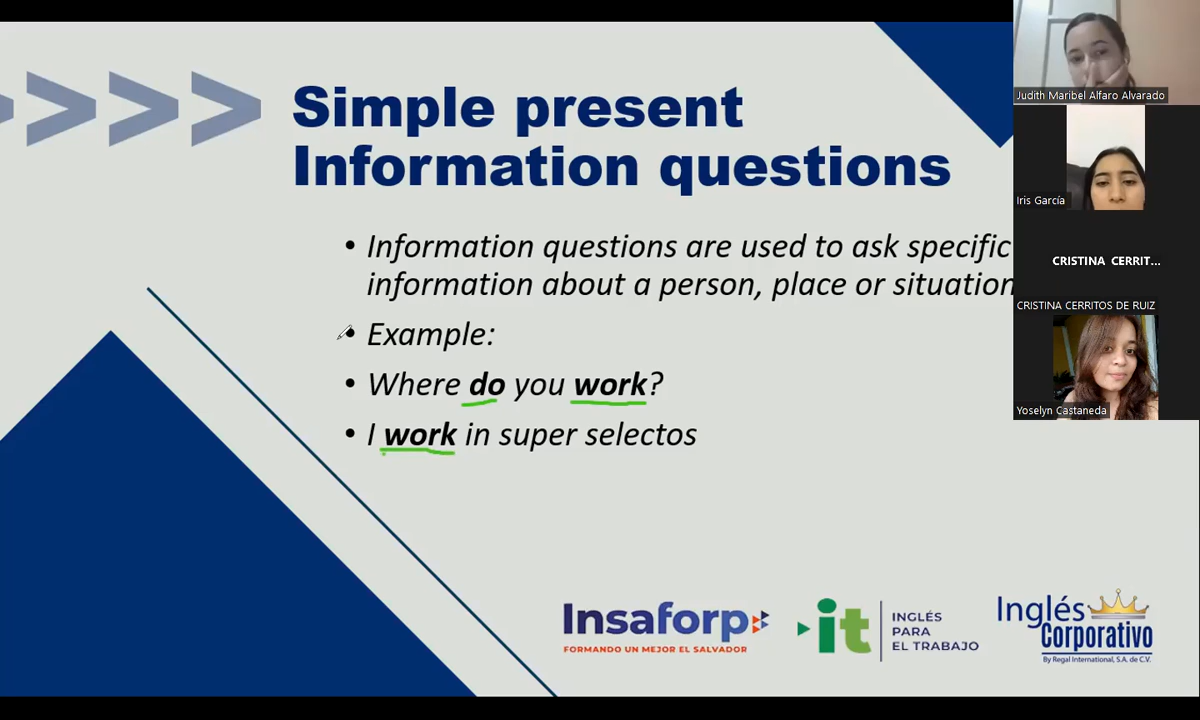 Simple present
Information questions
• Information questions are used to ask specific
information about a person, place or situation
• Example:
• Where do you work?
• I work in super selectos
Judith Maribel Alfaro Alvarado
Iris García
CRISTINA CERRIT...
CRISTINA CERRITOS DE RUIZ
Yoselyn Castaneda
Insaforp
FORMANDO UN MEJOR EL SALVADOR
it
INGLÉS
PARA
EL TRABAJO
Inglés
Corporativo
By Regal International, S.A. de C.V.